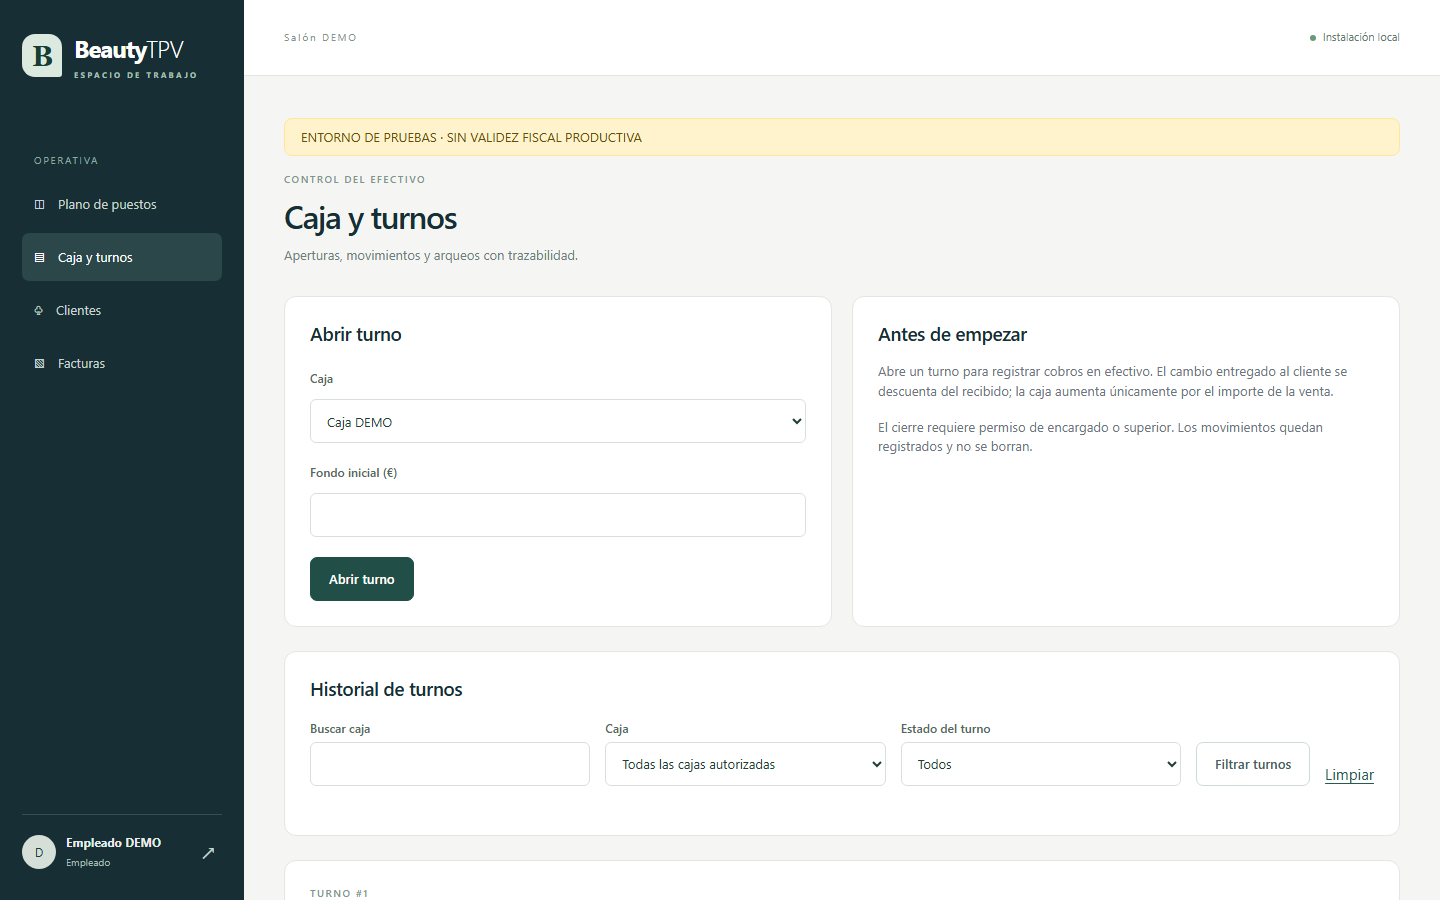 B
BeautyTPV
ESPACIO DE TRABAJO
OPERATIVA
Plano de puestos
Caja y turnos
Clientes
Facturas
D
Empleado DEMO
Empleado
Salón DEMO
Instalación local
ENTORNO DE PRUEBAS · SIN VALIDEZ FISCAL PRODUCTIVA
CONTROL DEL EFECTIVO
Caja y turnos
Aperturas, movimientos y arqueos con trazabilidad.
Abrir turno
Caja
Caja DEMO
Fondo inicial (€)
Abrir turno
Antes de empezar
Abre un turno para registrar cobros en efectivo. El cambio entregado al cliente se
descuenta del recibido; la caja aumenta únicamente por el importe de la venta.
El cierre requiere permiso de encargado o superior. Los movimientos quedan
registrados y no se borran.
Historial de turnos
Buscar caja
Caja
Todas las cajas autorizadas
Estado del turno
Todos
Filtrar turnos
Limpiar
TURNO #1